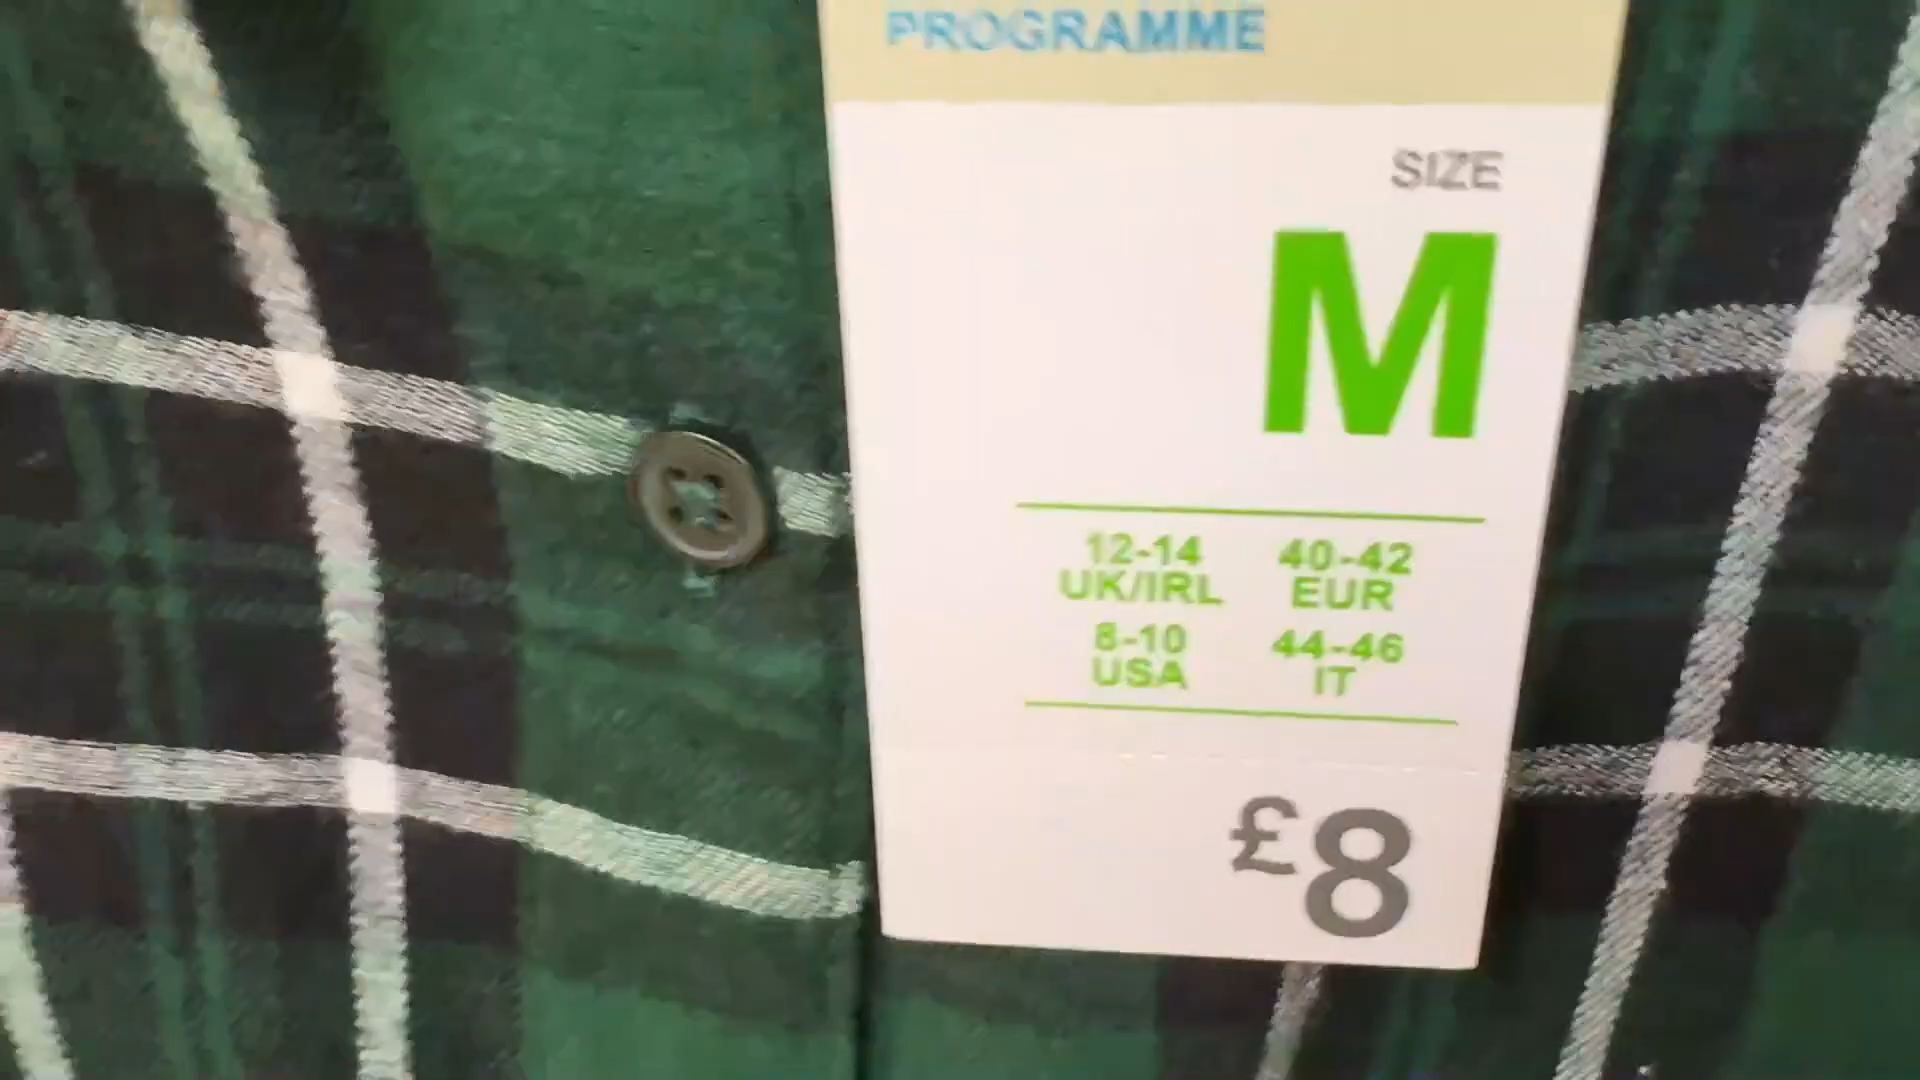 PROGRAMME
SIZE
M
12-14 40-42
UK/IRL EUR
8-10 44-46
USA IT
£8